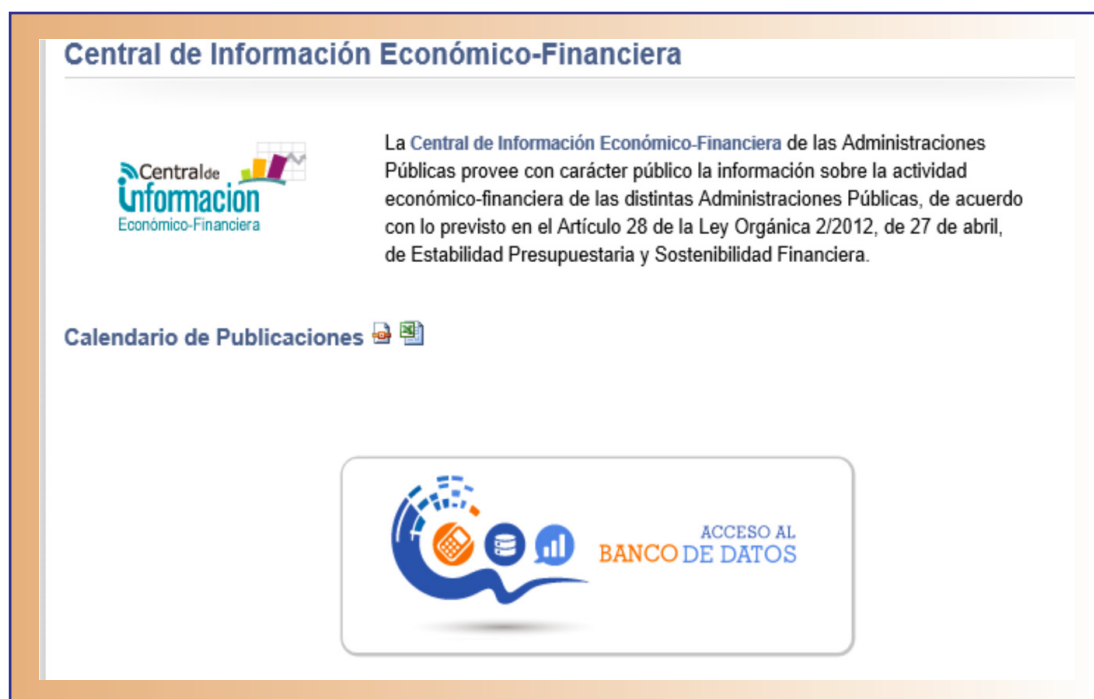 Central de Información Económico-Financiera
Centralde
información
Económico-Financiera
La Central de Información Económico-Financiera de las Administraciones
Públicas provee con carácter público la información sobre la actividad
económico-financiera de las distintas Administraciones Públicas, de acuerdo
con lo previsto en el Artículo 28 de la Ley Orgánica 2/2012, de 27 de abril,
de Estabilidad Presupuestaria y Sostenibilidad Financiera.
Calendario de Publicaciones
ACCESO AL
BANCO DE DATOS